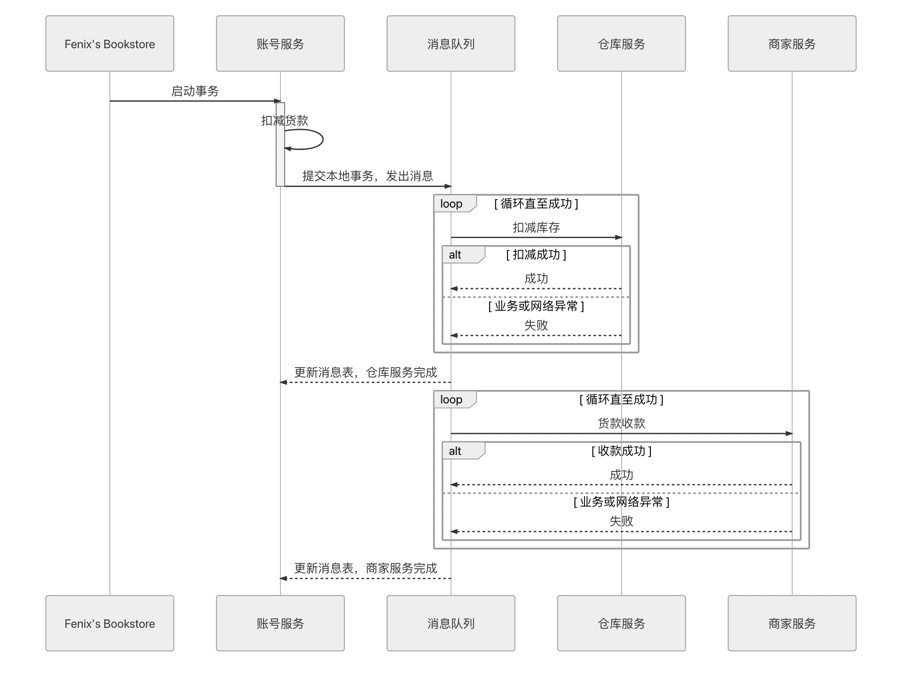 Fenix's Bookstore
账号服务
消息队列
仓库服务
商家服务
启动事务
扣减货款
提交本地事务，发出消息
loop
[ 循环直至成功 ]
扣减库存
alt
[ 扣减成功 ]
成功
[ 业务或网络异常 ]
失败
更新消息表，仓库服务完成
loop
[ 循环直至成功 ]
货款收款
alt
[ 收款成功 ]
成功
[ 业务或网络异常 ]
失败
更新消息表，商家服务完成
Fenix's Bookstore
账号服务
消息队列
仓库服务
商家服务